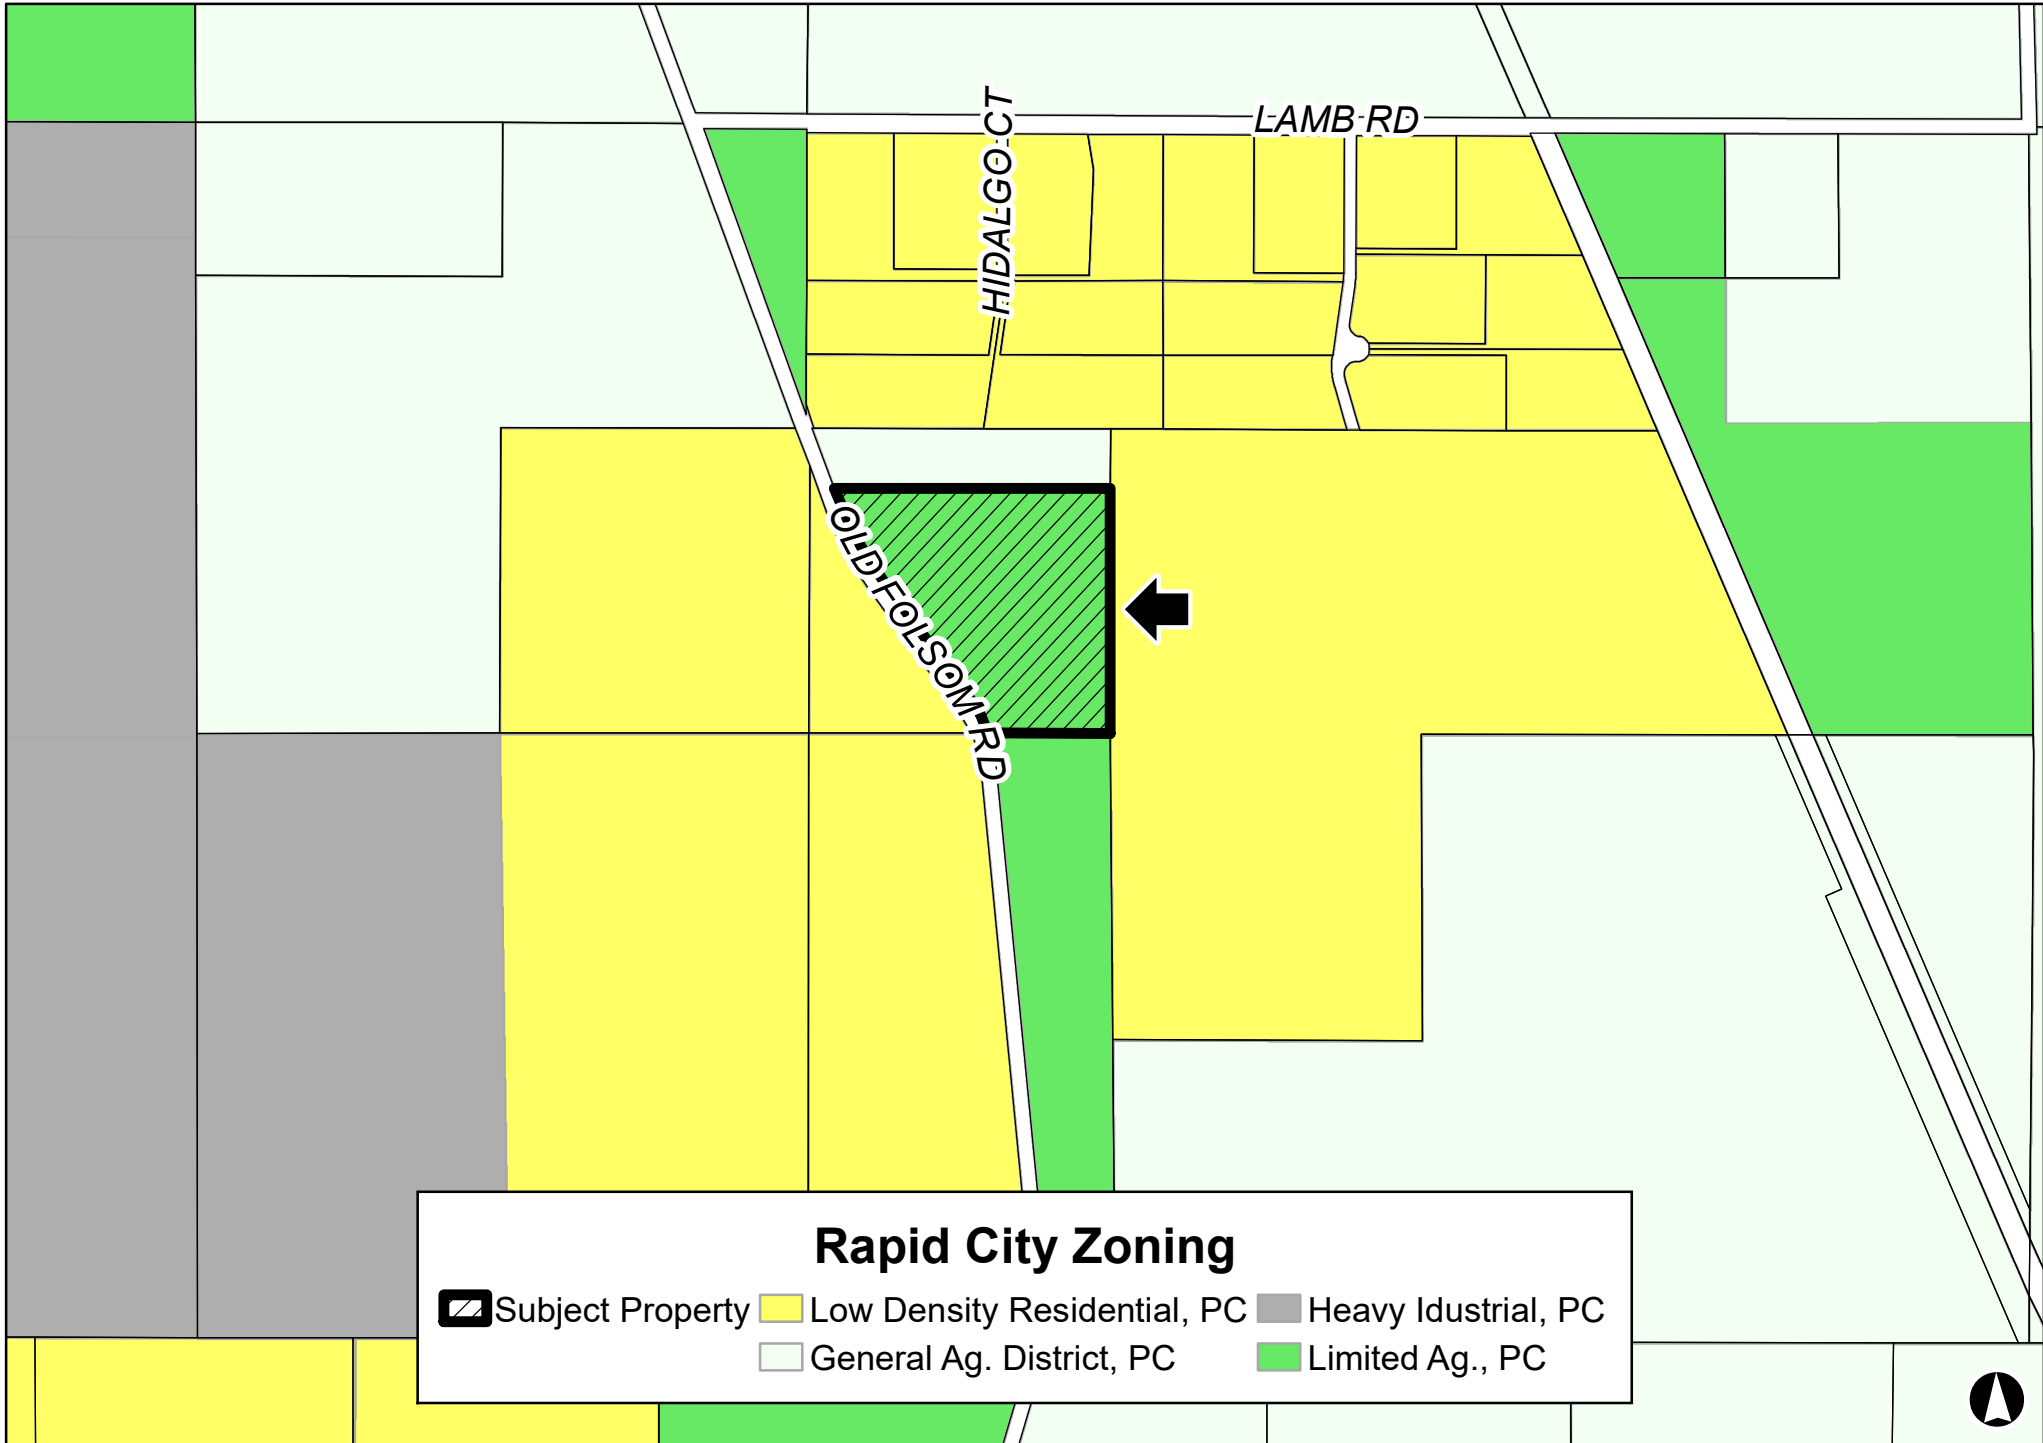 LAMB RD
HIDALGO CT
OLD FOLSOM RD
Rapid City Zoning
Subject Property
Low Density Residential, PC
Heavy Idustrial, PC
General Ag. District, PC
Limited Ag., PC